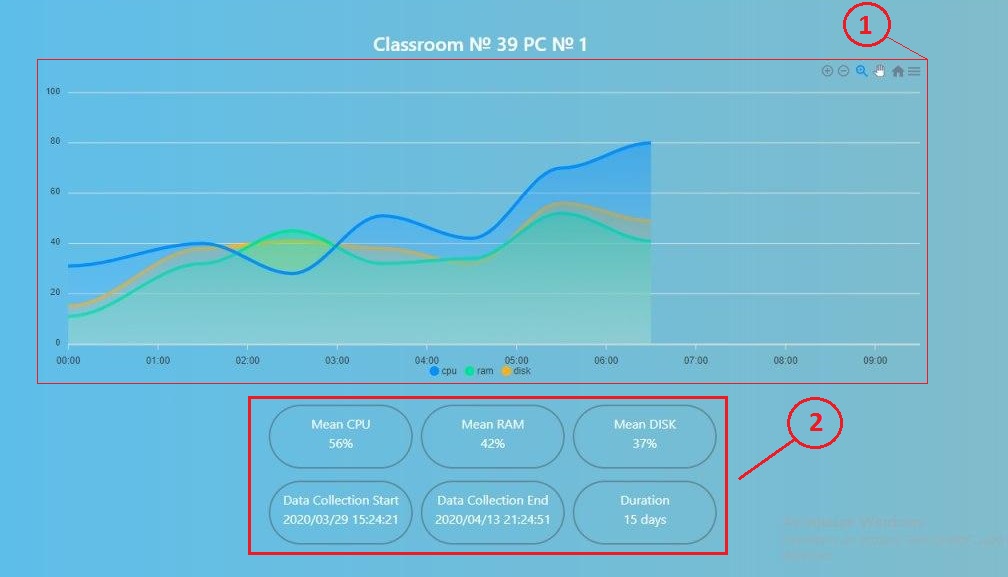 1
Classroom № 39 PC № 1
100
80
60
40
20
0
00:00 01:00 02:00 03:00 04:00 05:00 06:00 07:00 08:00 09:00
cpu ram disk
2
Mean CPU
56%
Mean RAM
42%
Mean DISK
37%
Data Collection Start
2020/03/29 15:24:21
Data Collection End
2020/04/13 21:24:51
Duration
15 days